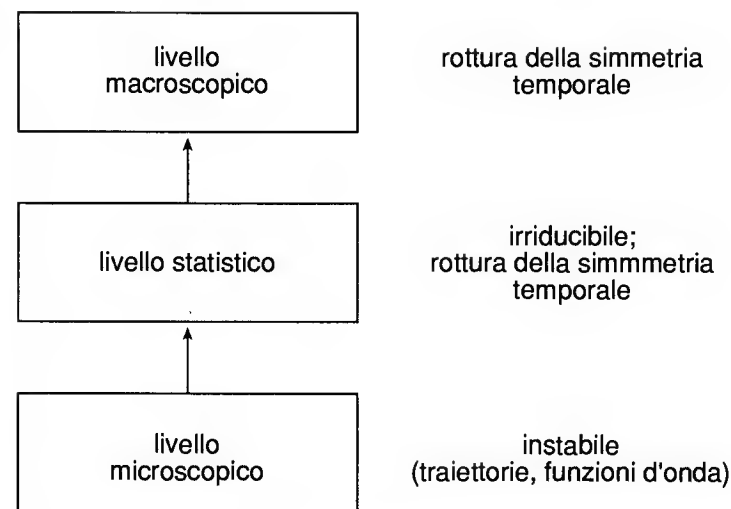 livello
macroscopico
rottura della simmetria
temporale
livello statistico
irriducibile;
rottura della simmmetria
temporale
livello
microscopico
instabile
(traiettorie, funzioni d'onda)